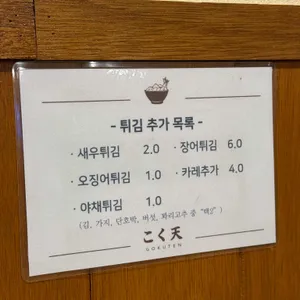 - 튀김 추가 목록 -
· 새우튀김 2.0 · 장어튀김 6.0
· 오징어튀김 1.0 · 카레추가 4.0
· 야채튀김 1.0
(김, 가지, 단호박, 버섯, 꽈리고추 중 "택1")
こく天
GOKUTEN